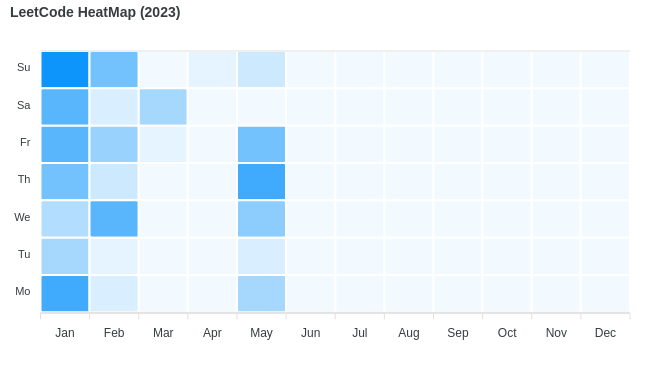 LeetCode HeatMap (2023)
Su
Sa
Fr
Th
We
Tu
Mo
Jan Feb Mar Apr May Jun Jul Aug Sep Oct Nov Dec